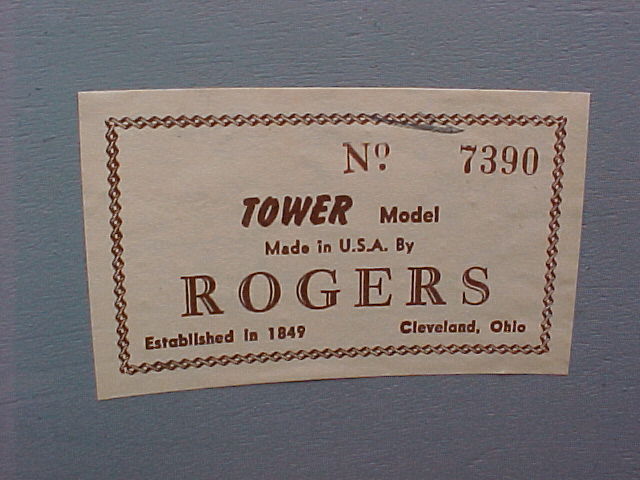 Nº 7390
TOWER Model
Made in U.S.A. By
ROGERS
Established in 1849 Cleveland, Ohio